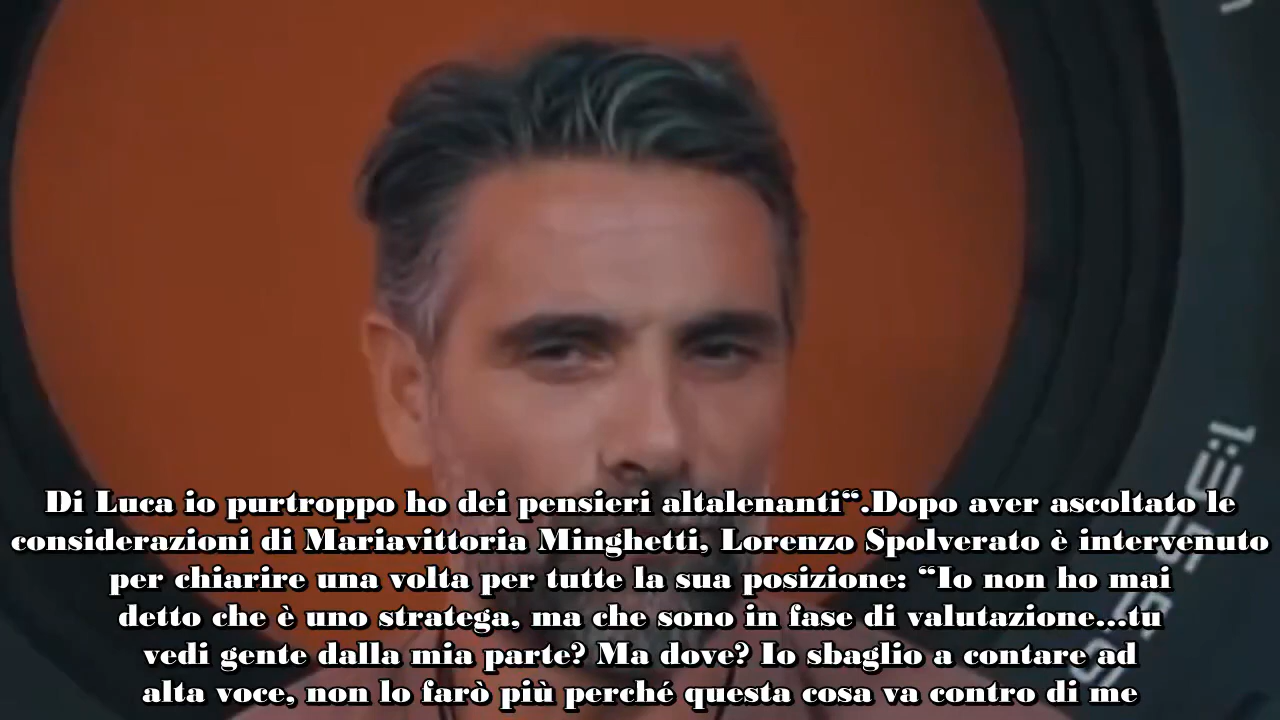 Di Luca io purtroppo ho dei pensieri altalenanti“.Dopo aver ascoltato le
considerazioni di Mariavittoria Minghetti, Lorenzo Spolverato è intervenuto
per chiarire una volta per tutte la sua posizione: “Io non ho mai
detto che è uno stratega, ma che sono in fase di valutazione...tu
vedi gente dalla mia parte? Ma dove? Io sbaglio a contare ad
alta voce, non lo farò più perché questa cosa va contro di me